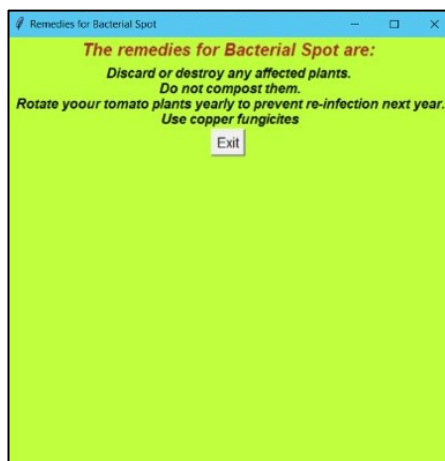 Remedies for Bacterial Spot
The remedies for Bacterial Spot are:
Discard or destroy any affected plants.
Do not compost them.
Rotate yoour tomato plants yearly to prevent re-infection next year.
Use copper fungicites
Exit